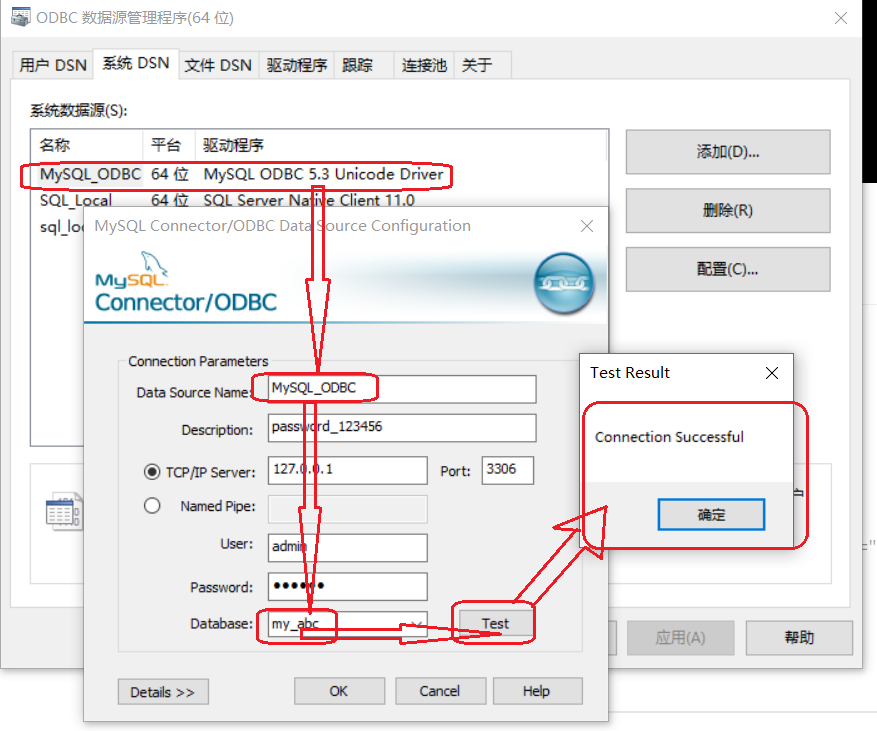 ODBC 数据源管理程序(64 位)
用户 DSN 系统 DSN 文件 DSN 驱动程序 跟踪 连接池 关于
系统数据源(S):
名称 平台 驱动程序
MySQL_ODBC 64 位 MySQL ODBC 5.3 Unicode Driver
SQL_Local 64 位 SQL Server Native Client 11.0
添加(D)...
删除(R)
配置(C)...
MySQL Connector/ODBC Data Source Configuration
MySQL
Connector/ODBC
Connection Parameters
Data Source Name: MySQL_ODBC
Description: password_123456
TCP/IP Server: 127.0.0.1 Port: 3306
Named Pipe:
User: admin
Password: ••••••
Database: my_abc Test
Details >> OK Cancel Help
Test Result
Connection Successful
确定
应用(A) 帮助
="